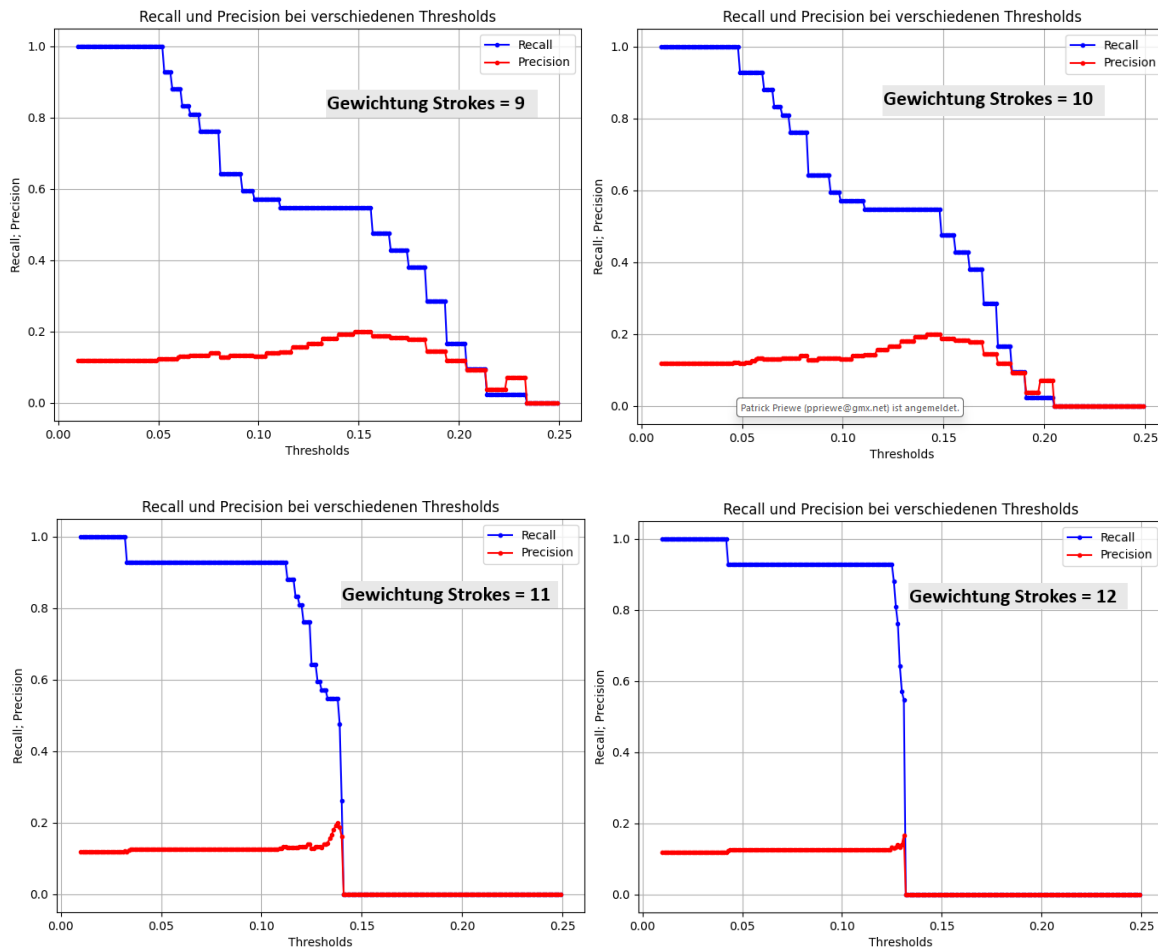 Recall und Precision bei verschiedenen Thresholds
1.0
0.8
0.6
0.4
0.2
0.0
Recall; Precision
Recall
Precision
Gewichtung Strokes = 9
0.00 0.05 0.10 0.15 0.20 0.25
Thresholds
Recall und Precision bei verschiedenen Thresholds
1.0
0.8
0.6
0.4
0.2
0.0
Recall; Precision
Recall
Precision
Gewichtung Strokes = 10
Patrick Priewe (ppriewe@gmx.net) ist angemeldet.
0.00 0.05 0.10 0.15 0.20 0.25
Thresholds
Recall und Precision bei verschiedenen Thresholds
1.0
0.8
0.6
0.4
0.2
0.0
Recall; Precision
Recall
Precision
Gewichtung Strokes = 11
0.00 0.05 0.10 0.15 0.20 0.25
Thresholds
Recall und Precision bei verschiedenen Thresholds
1.0
0.8
0.6
0.4
0.2
0.0
Recall; Precision
Recall
Precision
Gewichtung Strokes = 12
0.00 0.05 0.10 0.15 0.20 0.25
Thresholds